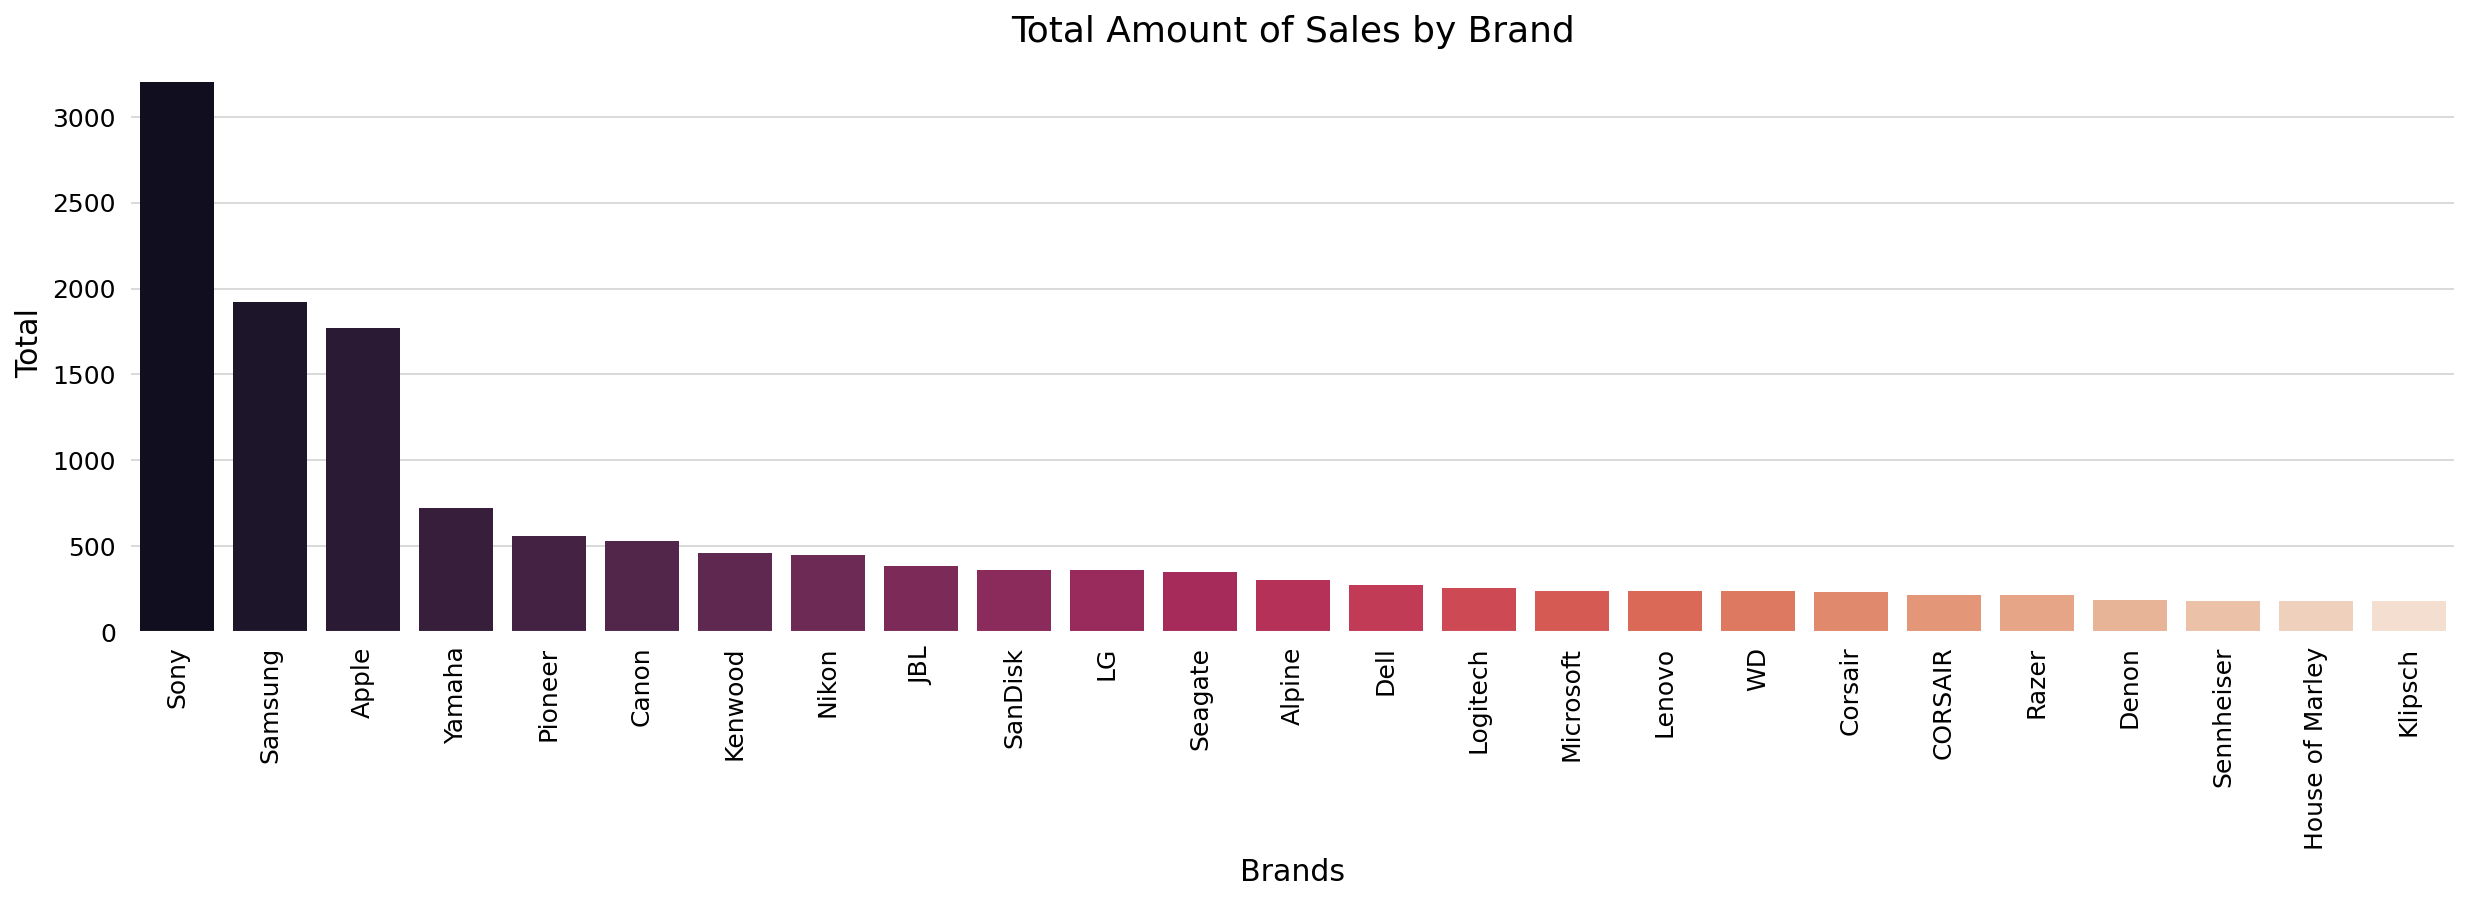 Total Amount of Sales by Brand
Total
3000
2500
2000
1500
1000
500
0
Sony
Samsung
Apple
Yamaha
Pioneer
Canon
Kenwood
Nikon
JBL
SanDisk
LG
Seagate
Alpine
Dell
Logitech
Microsoft
Lenovo
WD
Corsair
CORSAIR
Razer
Denon
Sennheiser
House of Marley
Klipsch
Brands